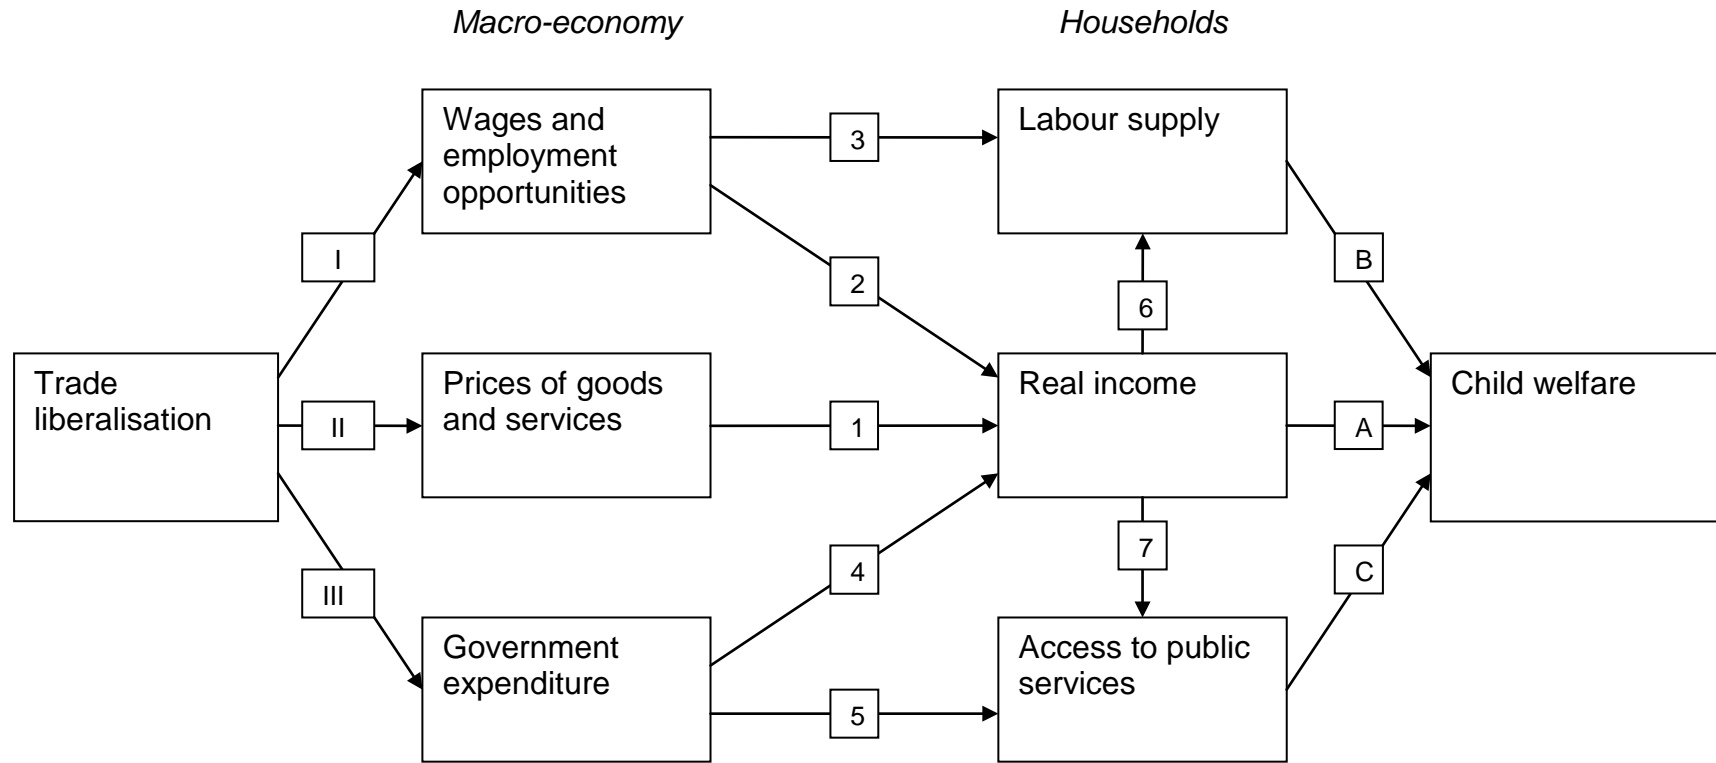 Macro-economy
Households
Wages and
employment
opportunities
3
Labour supply
I
2
6
B
Trade
liberalisation
II
Prices of goods
and services
1
Real income
A
Child welfare
III
4
7
C
Government
expenditure
5
Access to public
services